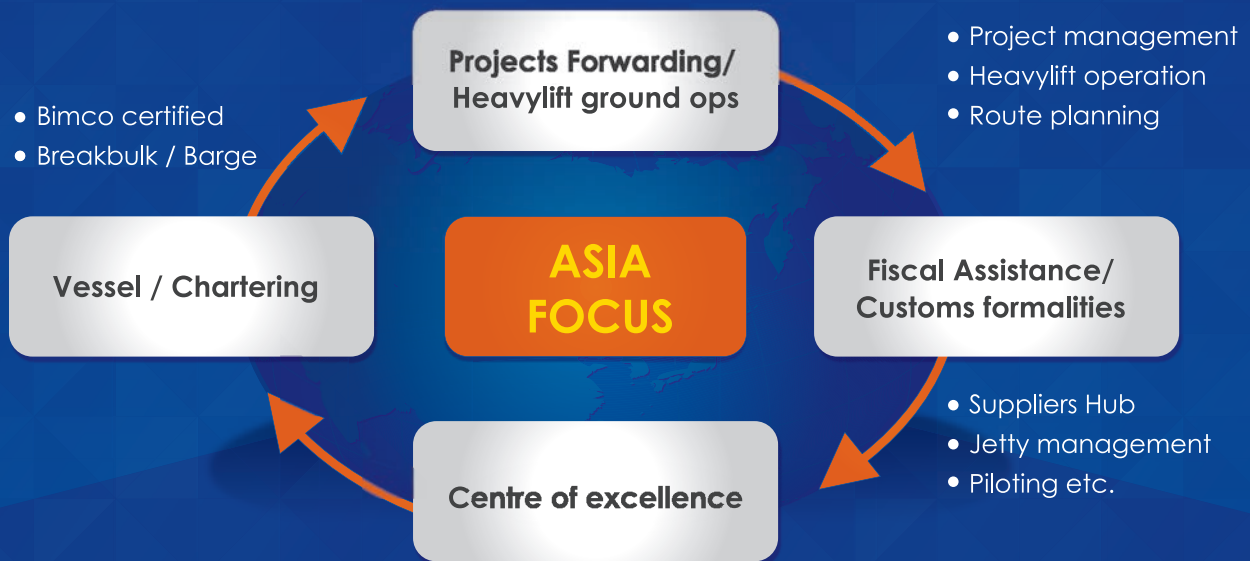 Projects Forwarding/
Heavylift ground ops
• Project management
• Heavylift operation
• Route planning
• Bimco certified
• Breakbulk / Barge
Vessel / Chartering
ASIA
FOCUS
Fiscal Assistance/
Customs formalities
• Suppliers Hub
• Jetty management
• Piloting etc.
Centre of excellence